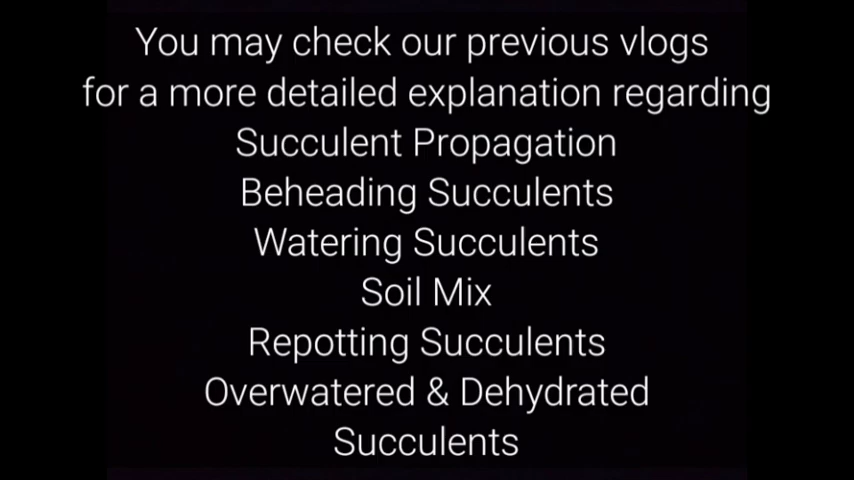 You may check our previous vlogs
for a more detailed explanation regarding
Succulent Propagation
Beheading Succulents
Watering Succulents
Soil Mix
Repotting Succulents
Overwatered & Dehydrated
Succulents